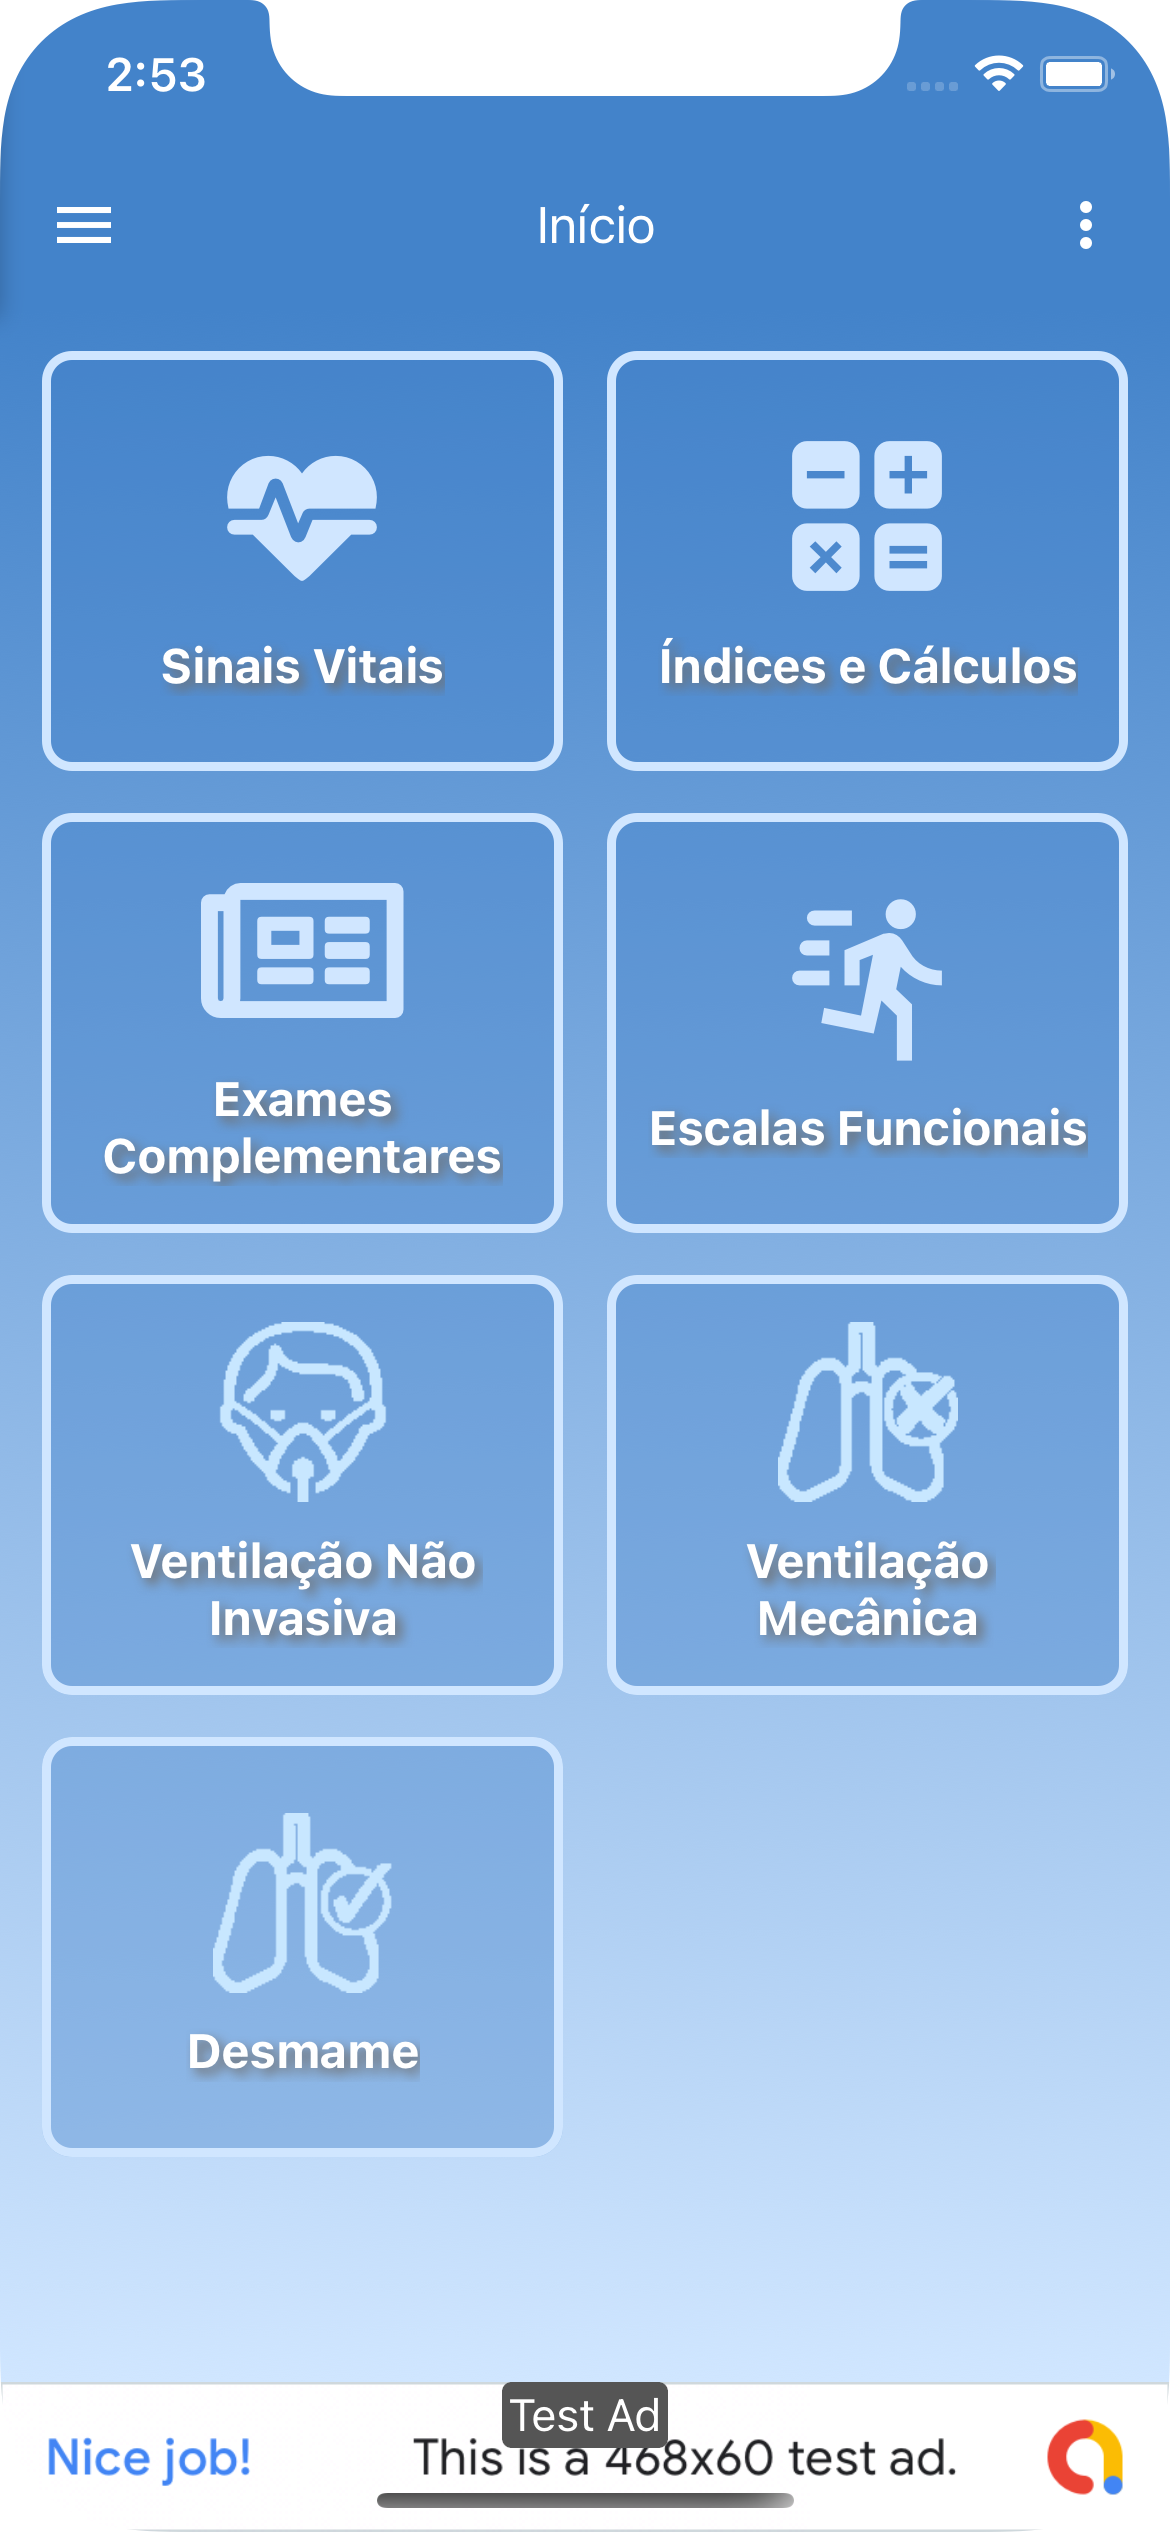 2:53
Início
Sinais Vitais
Índices e Cálculos
Exames
Complementares
Escalas Funcionais
Ventilação Não
Invasiva
Ventilação
Mecânica
Desmame
Test Ad
Nice job!
This is a 468x60 test ad.